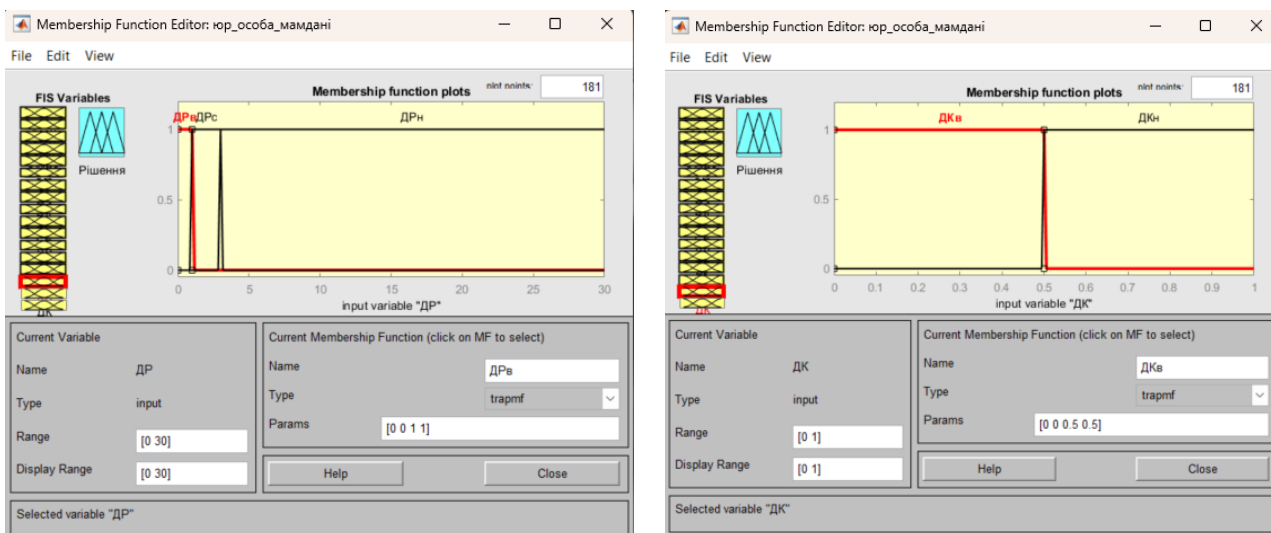 Membership Function Editor: юр_особа_мамдані
File Edit View
FIS Variables
Рішення
ДК
Membership function plots
plot points:
181
ДРв
ДРс
ДРн
1
0.5
0
0 5 10 15 20 25 30
input variable "ДР"
Current Variable
Name ДР
Type input
Range [0 30]
Display Range [0 30]
Current Membership Function (click on MF to select)
Name ДРв
Type trapmf
Params [0 0 1 1]
Help Close
Selected variable "ДР"
Membership Function Editor: юр_особа_мамдані
File Edit View
FIS Variables
Рішення
ДК
Membership function plots
plot points:
181
ДКв
ДКн
1
0.5
0
0 0.1 0.2 0.3 0.4 0.5 0.6 0.7 0.8 0.9 1
input variable "ДК"
Current Variable
Name ДК
Type input
Range [0 1]
Display Range [0 1]
Current Membership Function (click on MF to select)
Name ДКв
Type trapmf
Params [0 0 0.5 0.5]
Help Close
Selected variable "ДК"